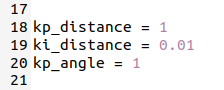 17
18 kp_distance = 1
19 ki_distance = 0.01
20 kp_angle = 1
21